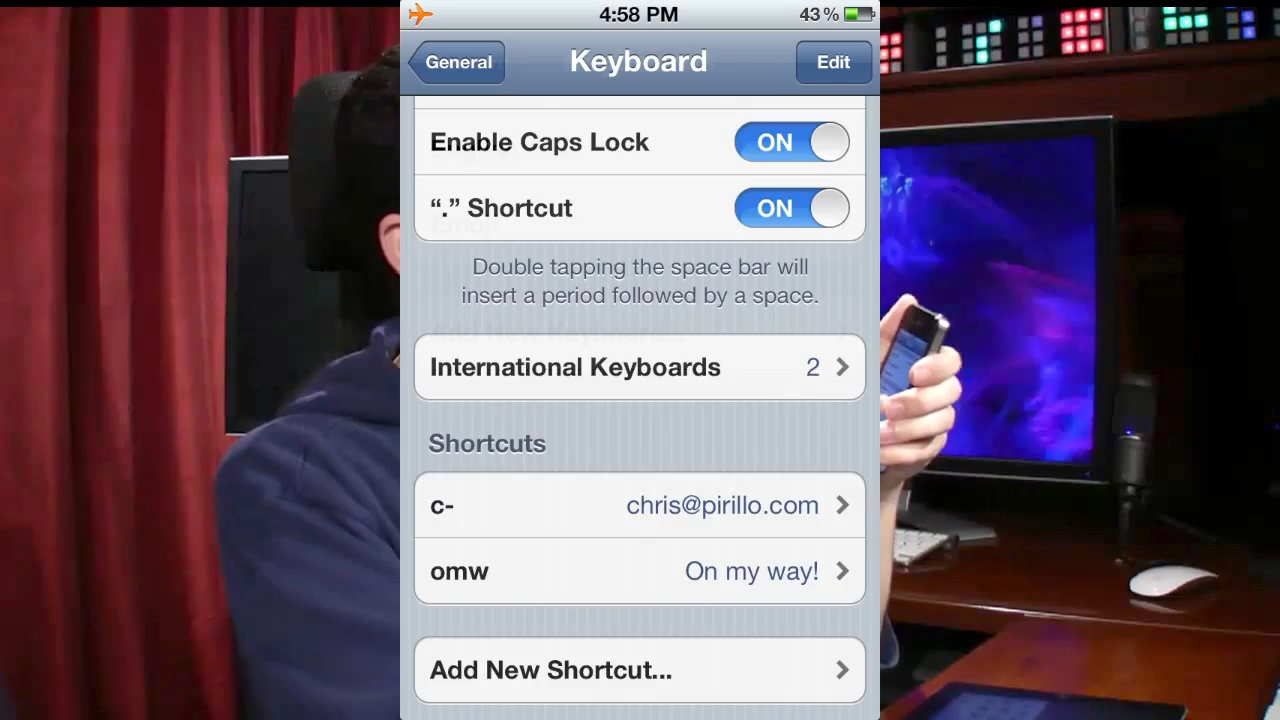 4:58 PM
43 %
General
Keyboard
Edit
Enable Caps Lock
ON
“.” Shortcut
ON
Double tapping the space bar will
insert a period followed by a space.
International Keyboards
2
Shortcuts
c-
chris@pirillo.com
omw
On my way!
Add New Shortcut...